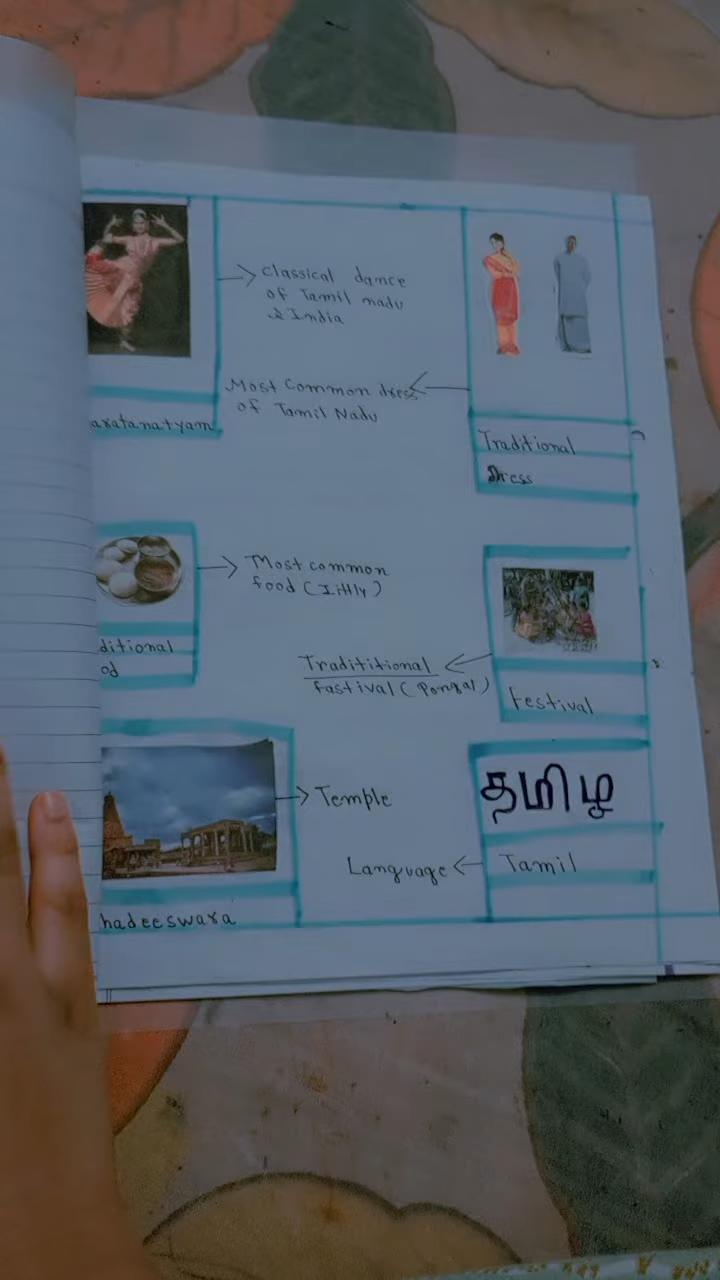 Classical dance
of Tamil nadu
& India
Most Common dress
of Tamil Nadu
aratanatyam
Traditional
Dress
Most common
food (Idly)
ditional
od
Tradititional
fastival (Pongal)
festival
Temple
தமிழ
Language
Tamil
hadeeswara